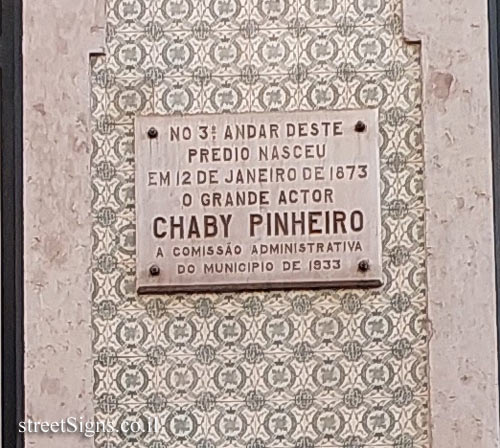 NO 3º ANDAR DESTE
PREDIO NASCEU
EM 12 DE JANEIRO DE 1873
O GRANDE ACTOR
CHABY PINHEIRO
A COMISSÃO ADMINISTRATIVA
DO MUNICIPIO DE 1933
streetSigns.co.il